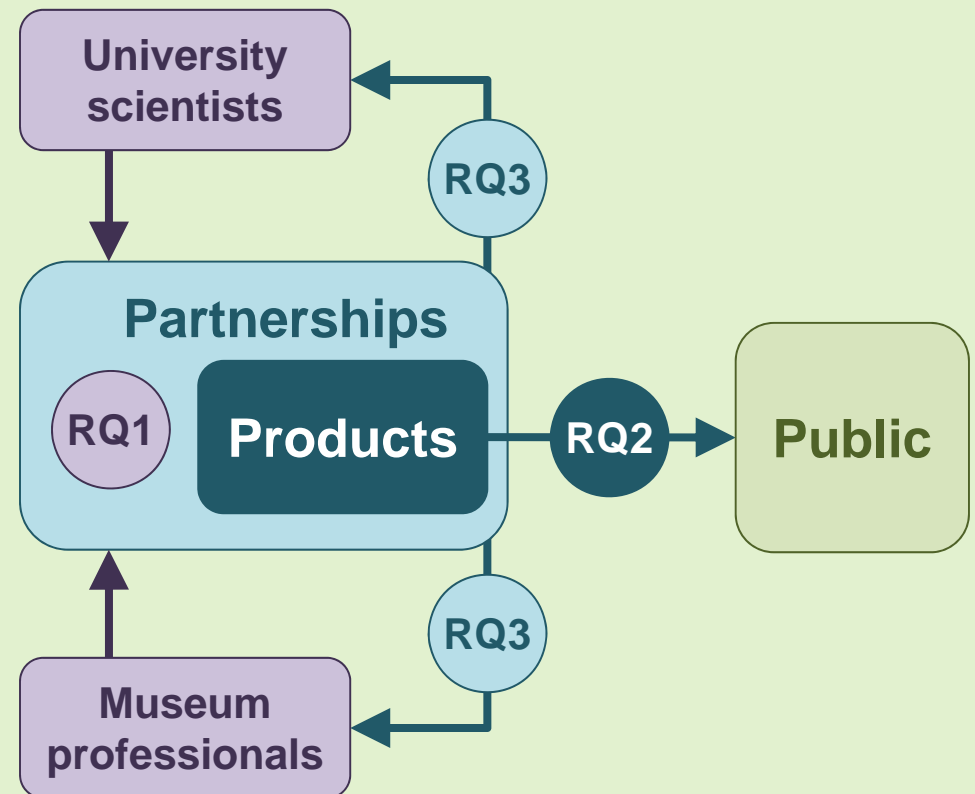 University
scientists
RQ3
Partnerships
RQ1
Products
RQ2
Public
RQ3
Museum
professionals